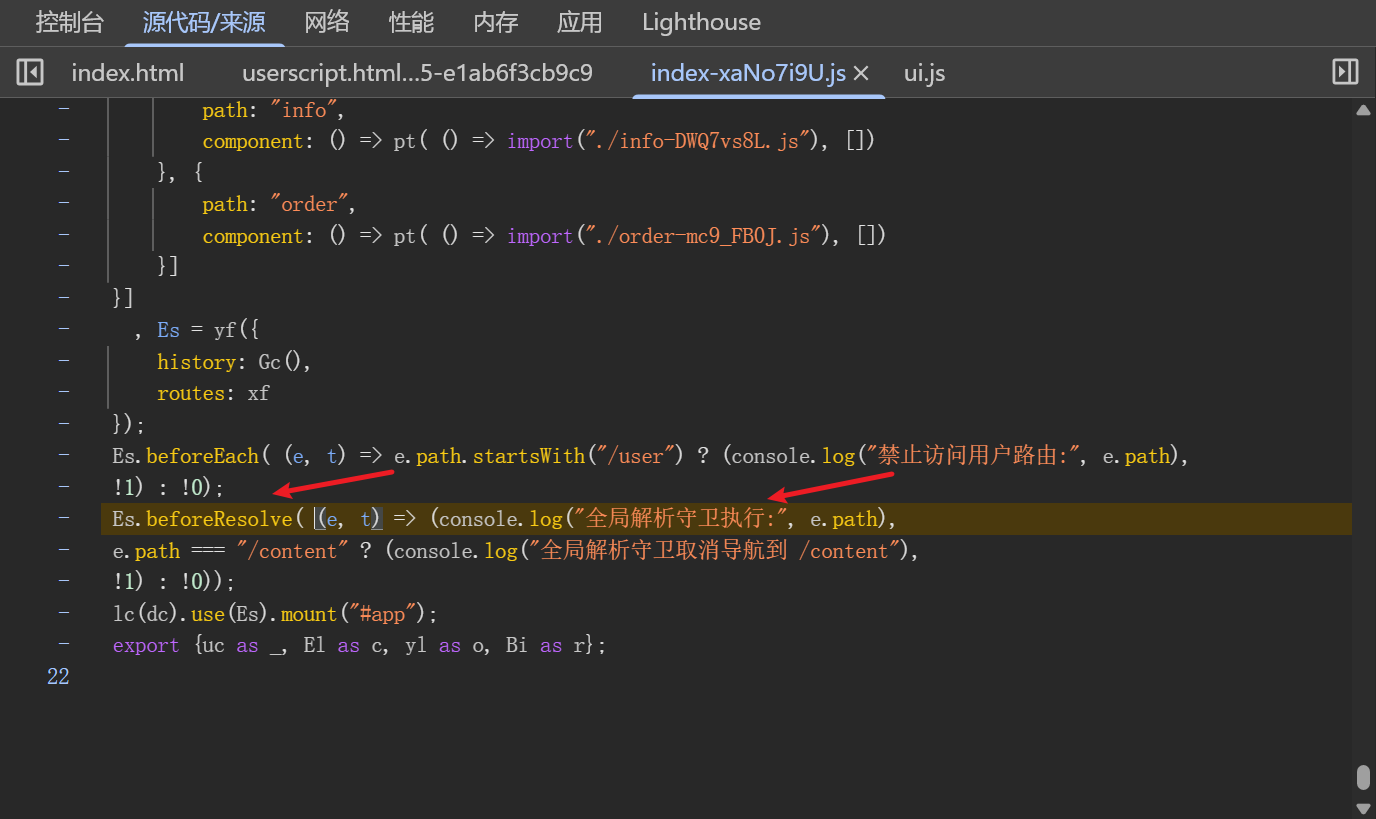 控制台 源代码/来源 网络 性能 内存 应用 Lighthouse
index.html userscript.html...5-e1ab6f3cb9c9 index-xaNo7i9U.js × ui.js
- path: "info",
- component: () => pt( () => import("./info-DWQ7vs8L.js"), [])
- }, {
- path: "order",
- component: () => pt( () => import("./order-mc9_FB0J.js"), [])
- }]
- }]
- , Es = yf({
- history: Gc(),
- routes: xf
- });
- Es.beforeEach( (e, t) => e.path.startsWith("/user") ? (console.log("禁止访问用户路由:", e.path),
- !1) : !0);
- Es.beforeResolve( (e, t) => (console.log("全局解析守卫执行:", e.path),
- e.path === "/content" ? (console.log("全局解析守卫取消导航到 /content"),
- !1) : !0));
- lc(dc).use(Es).mount("#app");
- export {uc as _, El as c, yl as o, Bi as r};
22